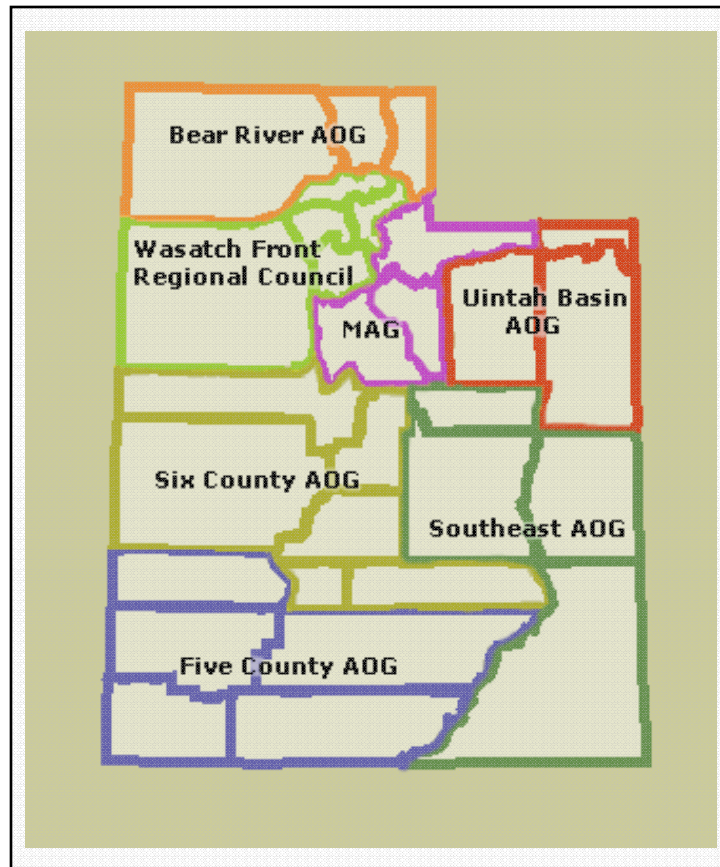 Bear River AOG
Wasatch Front
Regional Council
Uintah Basin
AOG
MAG
Six County AOG
Southeast AOG
Five County AOG